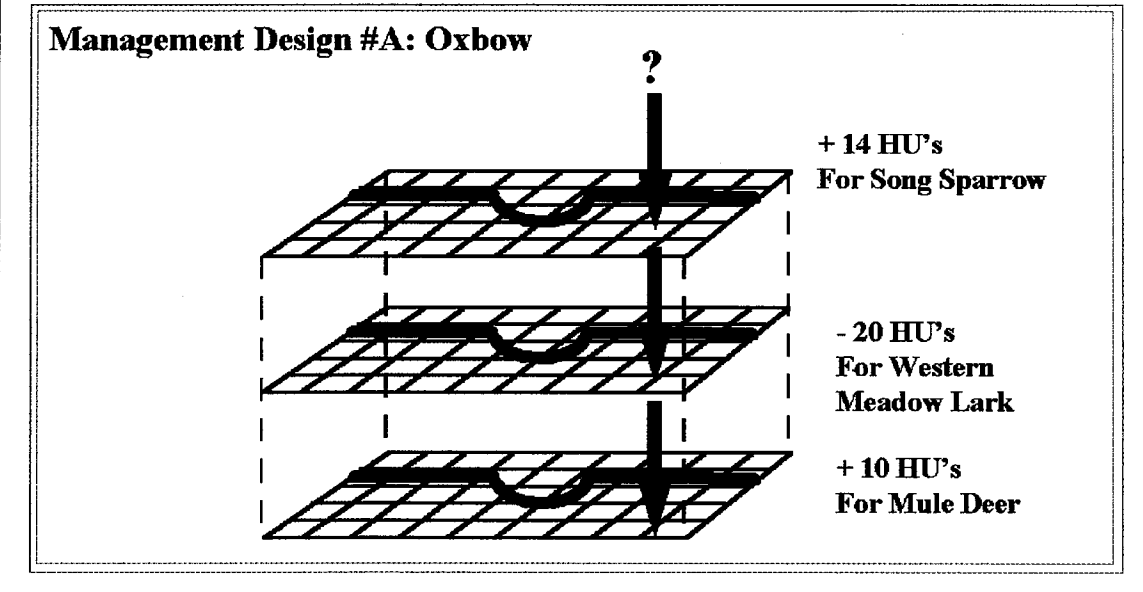 Management Design #A: Oxbow
?
+ 14 HU's
For Song Sparrow
- 20 HU's
For Western
Meadow Lark
+ 10 HU's
For Mule Deer